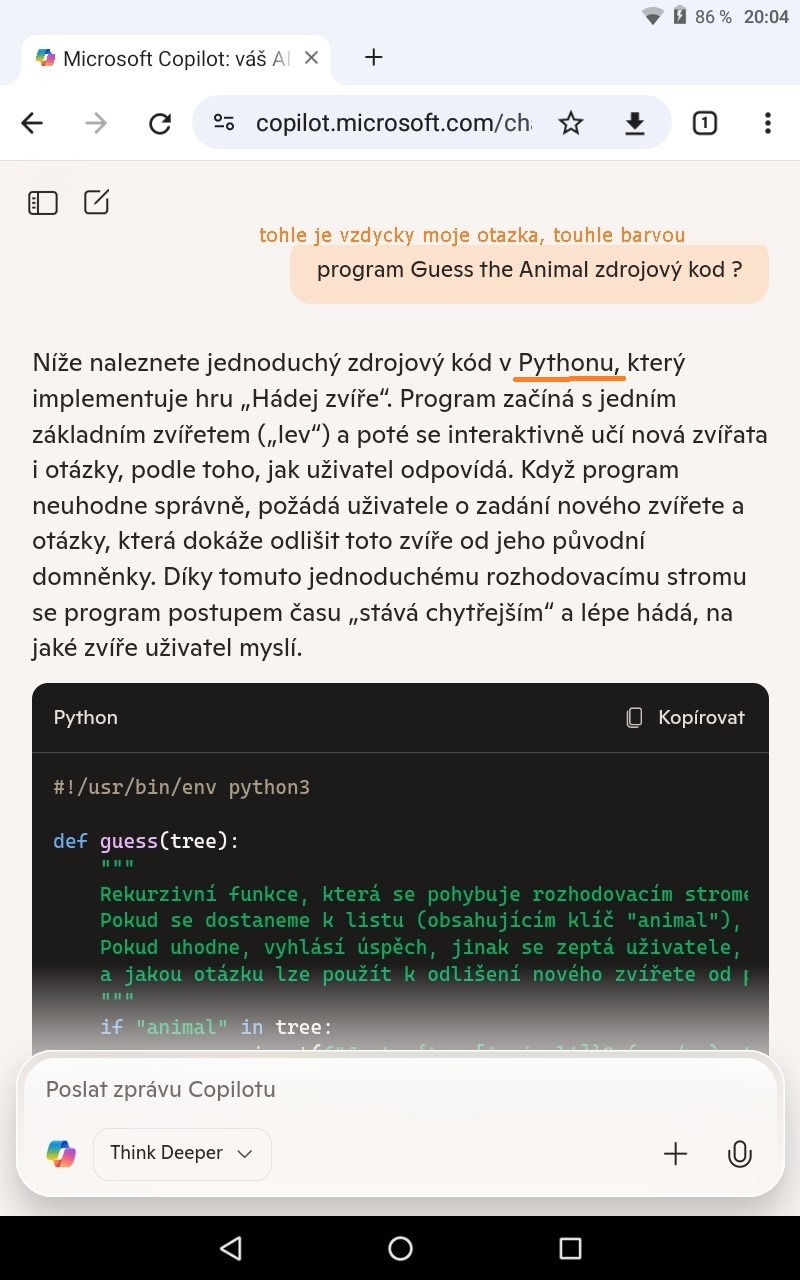 86 % 20:04
Microsoft Copilot: váš AI
copilot.microsoft.com/ch
1
tohle je vzdycky moje otazka, touhle barvou
program Guess the Animal zdrojový kod ?
Níže naleznete jednoduchý zdrojový kód v Pythonu, který
implementuje hru „Hádej zvíře“. Program začíná s jedním
základním zvířetem („lev“) a poté se interaktivně učí nová zvířata
i otázky, podle toho, jak uživatel odpovídá. Když program
neuhodne správně, požádá uživatele o zadání nového zvířete a
otázky, která dokáže odlišit toto zvíře od jeho původní
domněnky. Díky tomuto jednoduchému rozhodovacímu stromu
se program postupem času „stává chytřejším“ a lépe hádá, na
jaké zvíře uživatel myslí.
Python Kopírovat
#!/usr/bin/env python3
def guess(tree):
"""
Rekurzivní funkce, která se pohybuje rozhodovacím strome
Pokud se dostaneme k listu (obsahujícím klíč "animal"),
Pokud uhodne, vyhlásí úspěch, jinak se zeptá uživatele,
a jakou otázku lze použít k odlišení nového zvířete od p
"""
if "animal" in tree:
Poslat zprávu Copilotu
Think Deeper